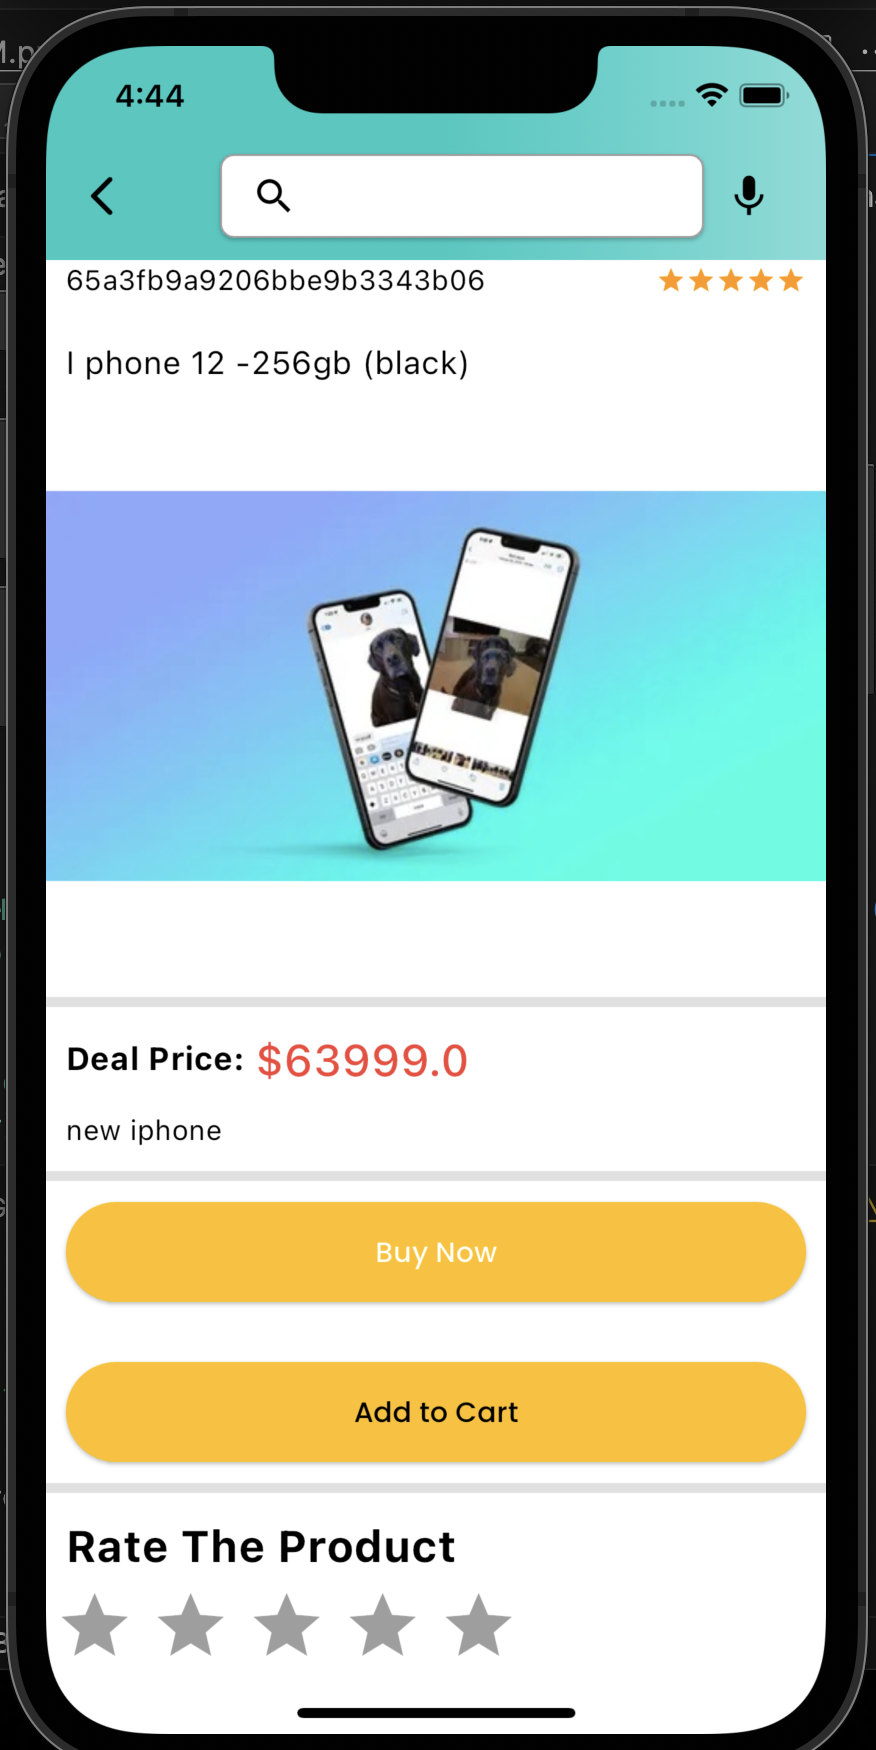 4:44
65a3fb9a9206bbe9b3343b06
I phone 12 -256gb (black)
Deal Price: $63999.0
new iphone
Buy Now
Add to Cart
Rate The Product